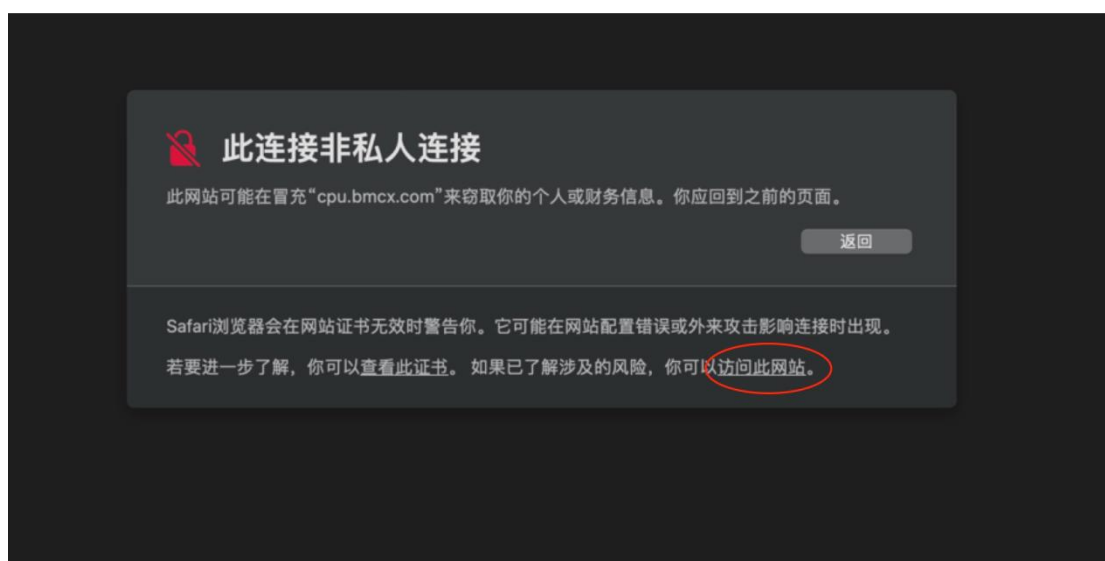 此连接非私人连接
此网站可能在冒充“cpu.bmcx.com”来窃取你的个人或财务信息。你应回到之前的页面。
返回
Safari浏览器会在网站证书无效时警告你。它可能在网站配置错误或外来攻击影响连接时出现。
若要进一步了解，你可以查看此证书。 如果已了解涉及的风险，你可以访问此网站。